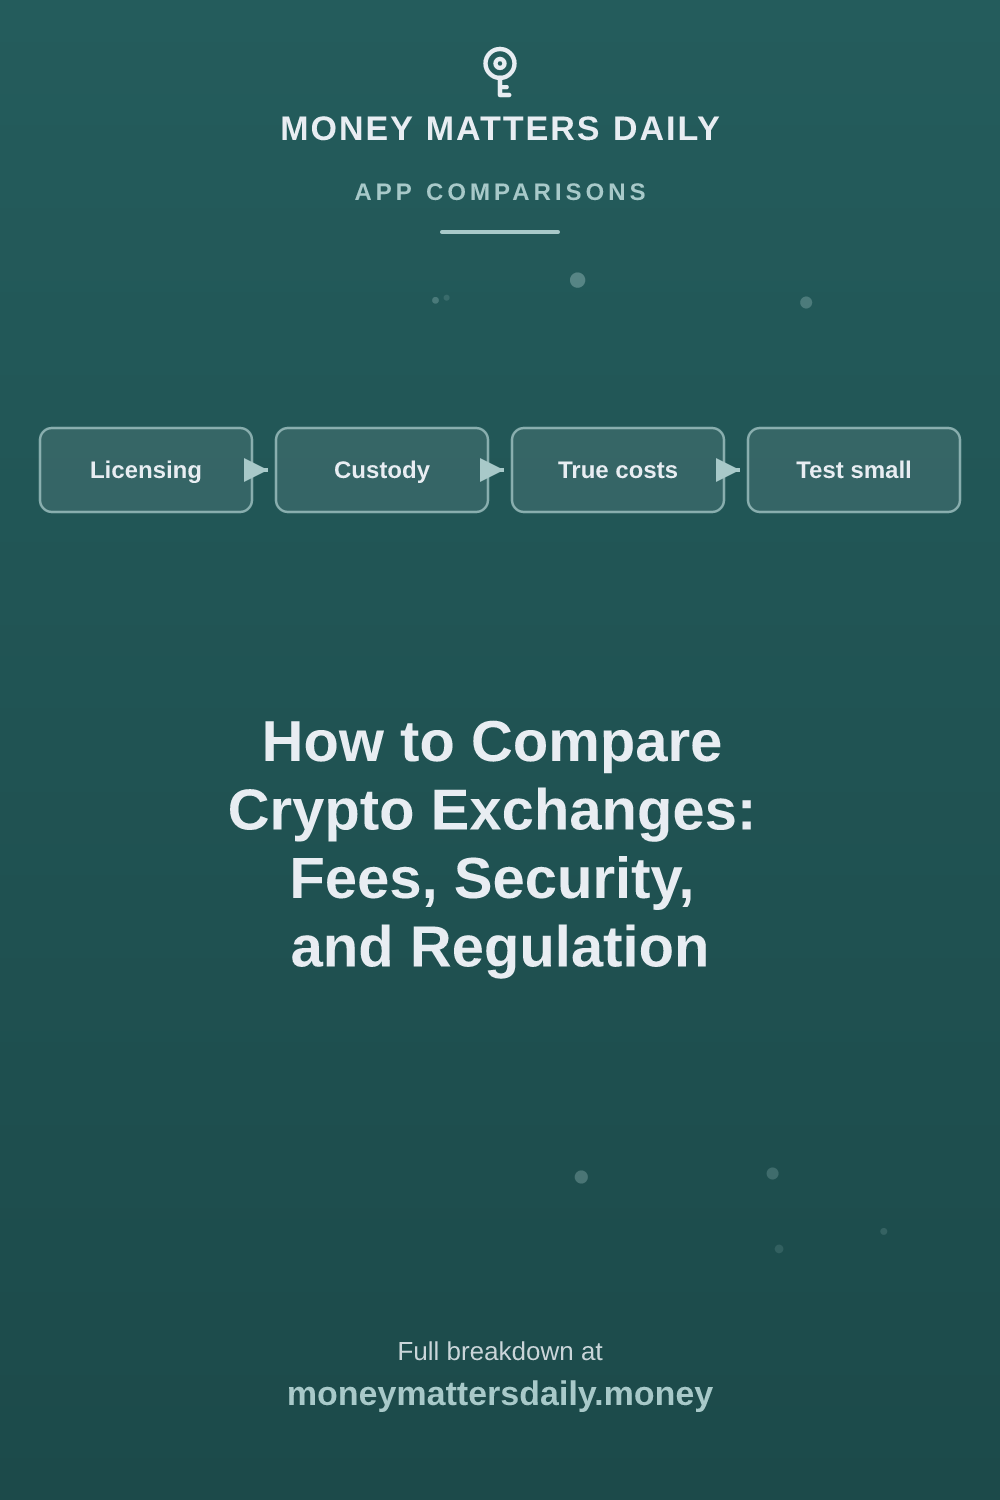 MONEY MATTERS DAILY
APP COMPARISONS
Licensing
Custody
True costs
Test small
How to Compare
Crypto Exchanges:
Fees, Security,
and Regulation
Full breakdown at
moneymattersdaily.money